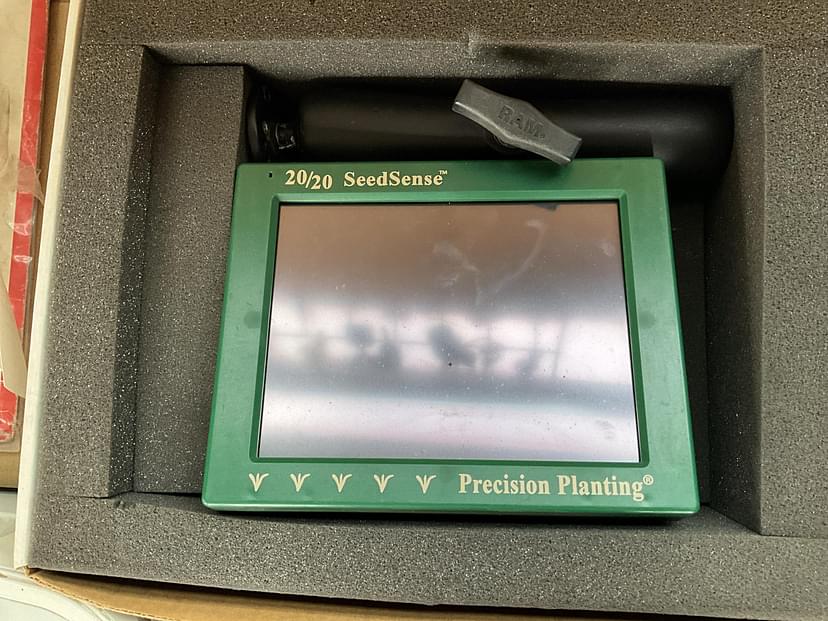 RAM.
20/20 SeedSense™
Precision Planting®